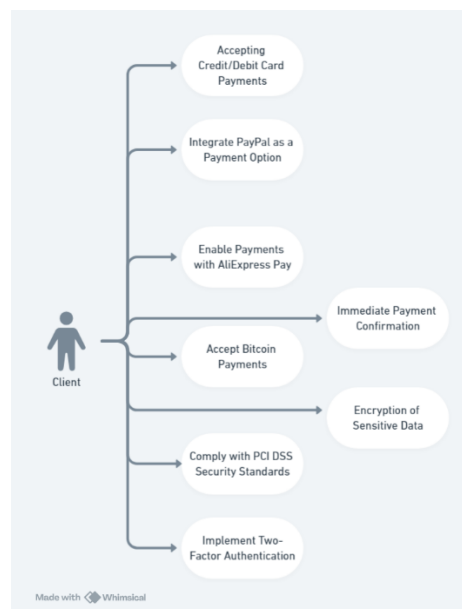 Accepting
Credit/Debit Card
Payments
Integrate PayPal as a
Payment Option
Enable Payments
with AliExpress Pay
Immediate Payment
Confirmation
Client
Accept Bitcoin
Payments
Encryption of
Sensitive Data
Comply with PCI DSS
Security Standards
Implement Two-
Factor Authentication
Made with Whimsical